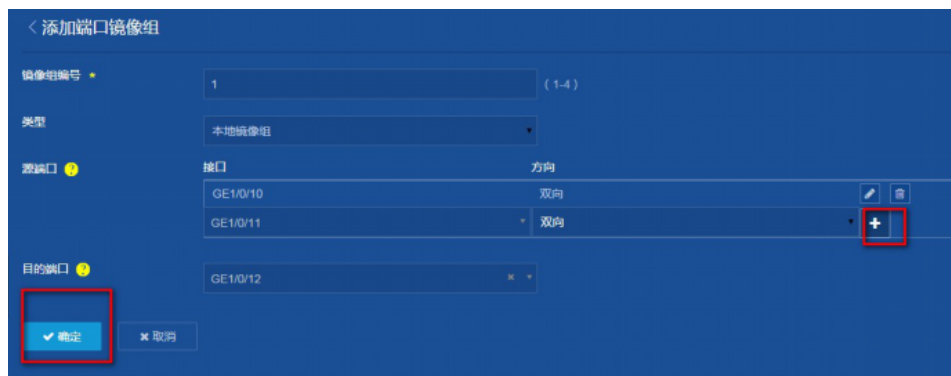 <添加端口镜像组
镜像组编号 *
1
(1-4)
类型
本地镜像组
源端口 ?
接口 方向
GE1/0/10 双向
GE1/0/11 双向
目的端口 ?
GE1/0/12
确定 取消